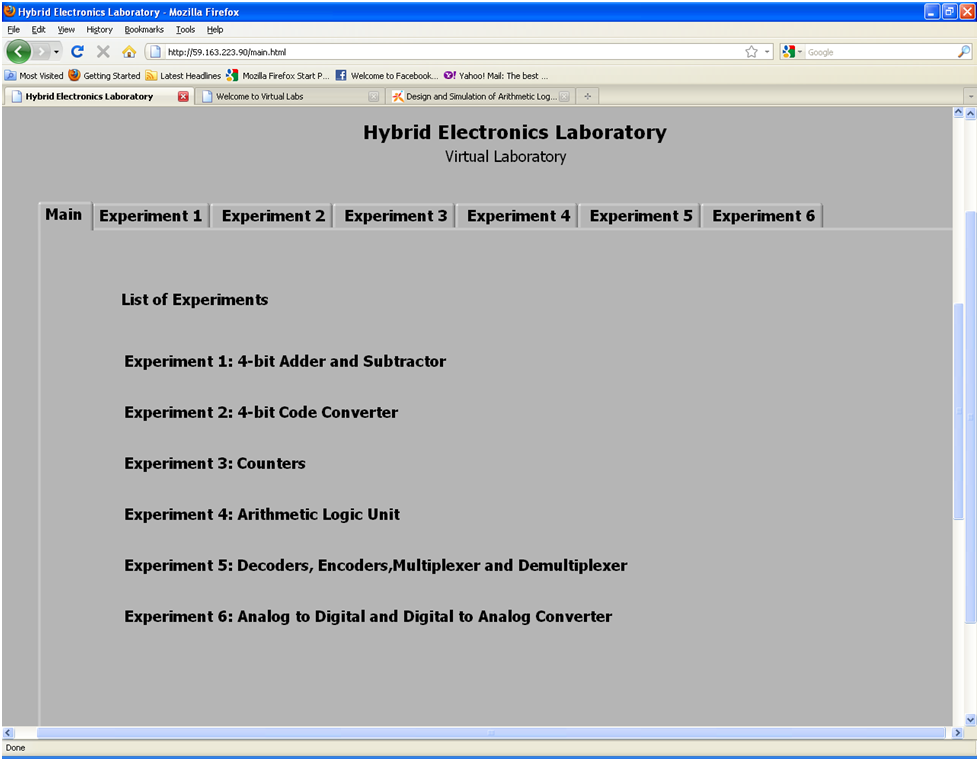 Hybrid Electronics Laboratory - Mozilla Firefox
File Edit View History Bookmarks Tools Help
http://59.163.223.90/main.html Google
Most Visited Getting Started Latest Headlines Mozilla Firefox Start P... Welcome to Facebook... Yahoo! Mail: The best ...
Hybrid Electronics Laboratory Welcome to Virtual Labs Design and Simulation of Arithmetic Log...
Hybrid Electronics Laboratory
Virtual Laboratory
Main Experiment 1 Experiment 2 Experiment 3 Experiment 4 Experiment 5 Experiment 6
List of Experiments
Experiment 1: 4-bit Adder and Subtractor
Experiment 2: 4-bit Code Converter
Experiment 3: Counters
Experiment 4: Arithmetic Logic Unit
Experiment 5: Decoders, Encoders,Multiplexer and Demultiplexer
Experiment 6: Analog to Digital and Digital to Analog Converter
Done